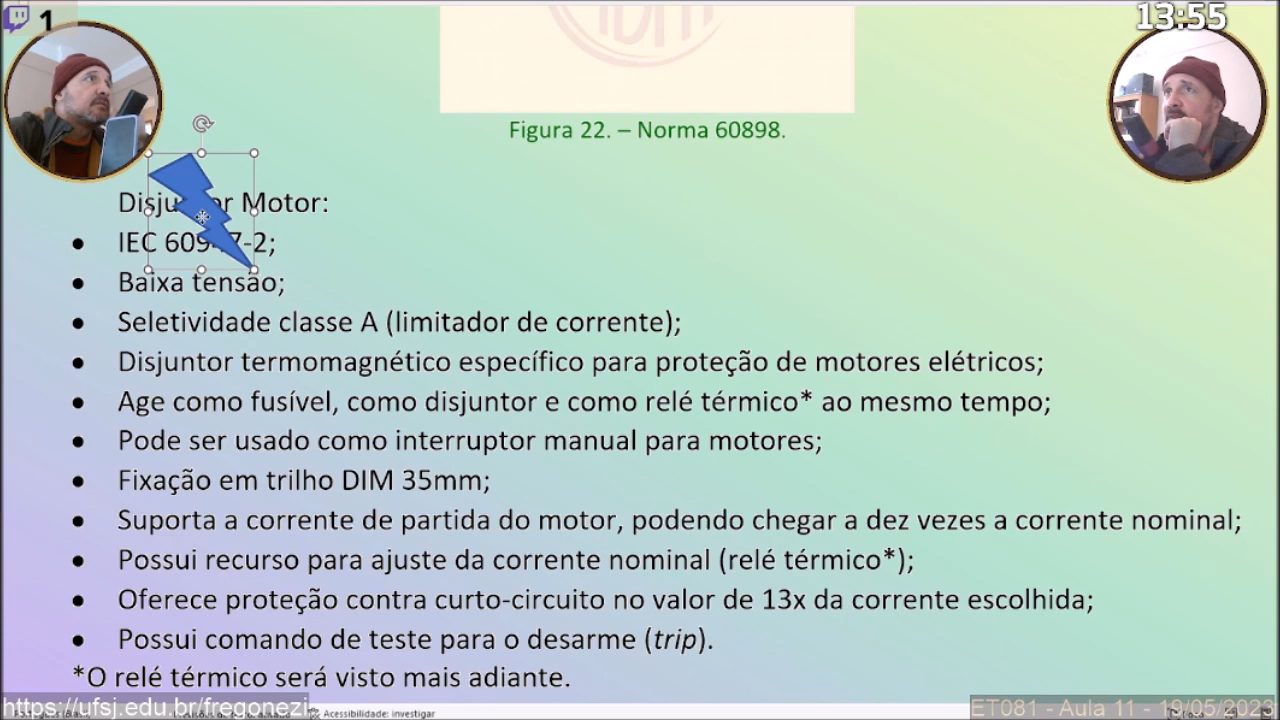 1
13:55
Figura 22. – Norma 60898.
Motor:
• IEC
• Baixa tensão;
• Seletividade classe A (limitador de corrente);
• Disjuntor termomagnético específico para proteção de motores elétricos;
• Age como fusível, como disjuntor e como relé térmico* ao mesmo tempo;
• Pode ser usado como interruptor manual para motores;
• Fixação em trilho DIM 35mm;
• Suporta a corrente de partida do motor, podendo chegar a dez vezes a corrente nominal;
• Possui recurso para ajuste da corrente nominal (relé térmico*);
• Oferece proteção contra curto-circuito no valor de 13x da corrente escolhida;
• Possui comando de teste para o desarme (trip).
*O relé térmico será visto mais adiante.
https://ufsj.edu.br/fregonezi
Acessibilidade: investigar
ET081 - Aula 11 - 19/05/2023